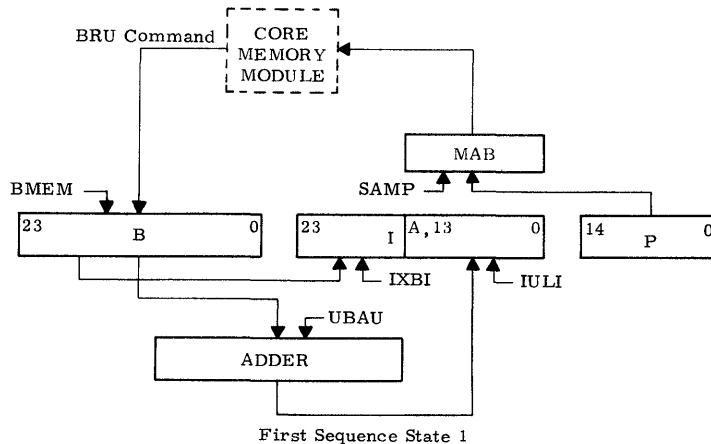 BRU Command
CORE
MEMORY
MODULE
MAB
BMEM
SAMP
23 B 0
23 I A,13 0
14 P 0
IXBI
IULI
UBAU
ADDER
First Sequence State 1